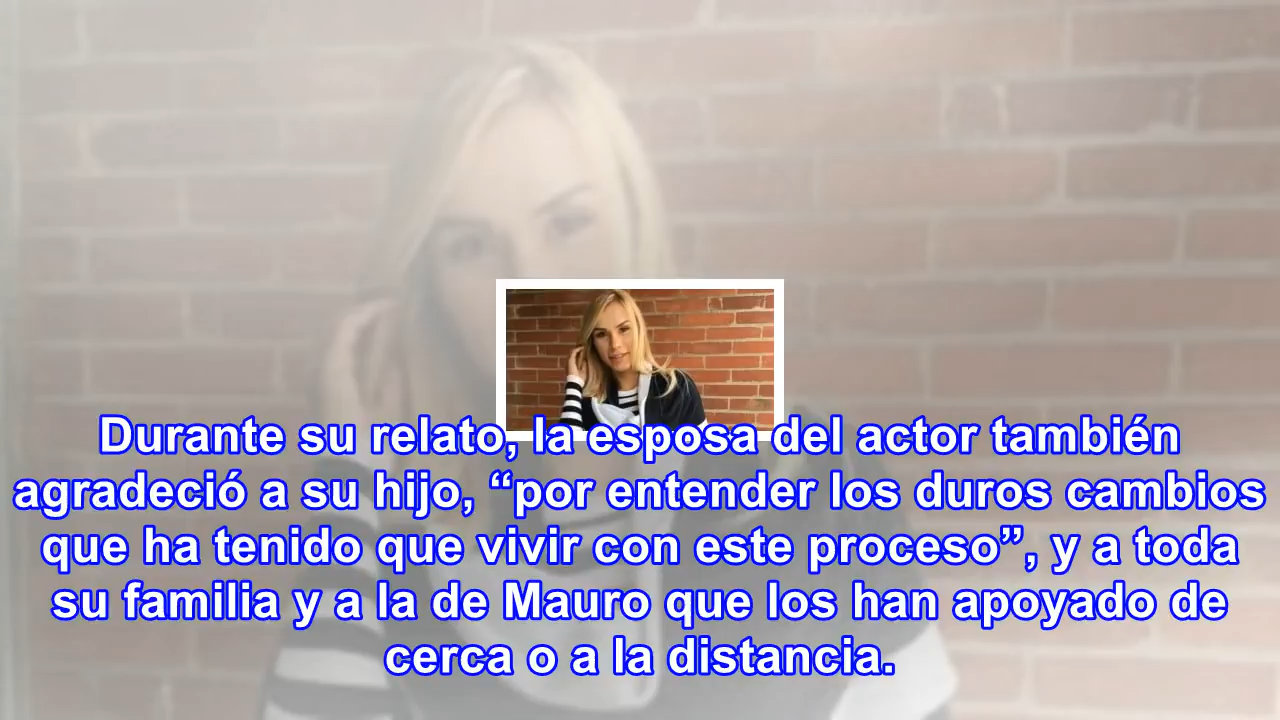 Durante su relato, la esposa del actor también
agradeció a su hijo, “por entender los duros cambios
que ha tenido que vivir con este proceso”, y a toda
su familia y a la de Mauro que los han apoyado de
cerca o a la distancia.